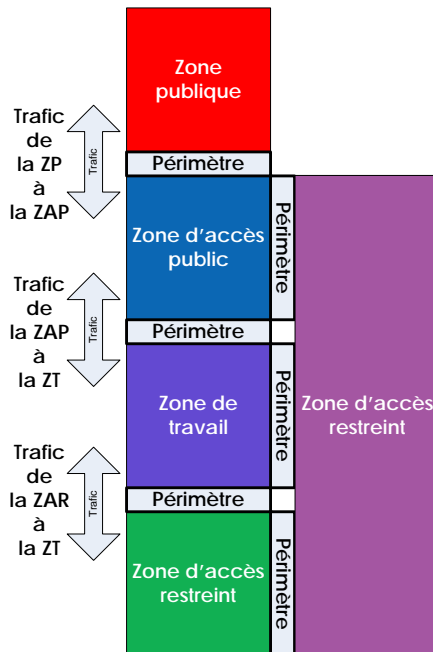 Zone
publique
Trafic
de
la ZP
à
la ZAP
Trafic
Périmètre
Zone d'accès
public
Périmètre
Trafic
de
la ZAP
à
la ZT
Trafic
Périmètre
Zone de
travail
Périmètre
Zone d'accès
restreint
Trafic
de
la ZAR
à
la ZT
Trafic
Périmètre
Zone d'accès
restreint
Périmètre